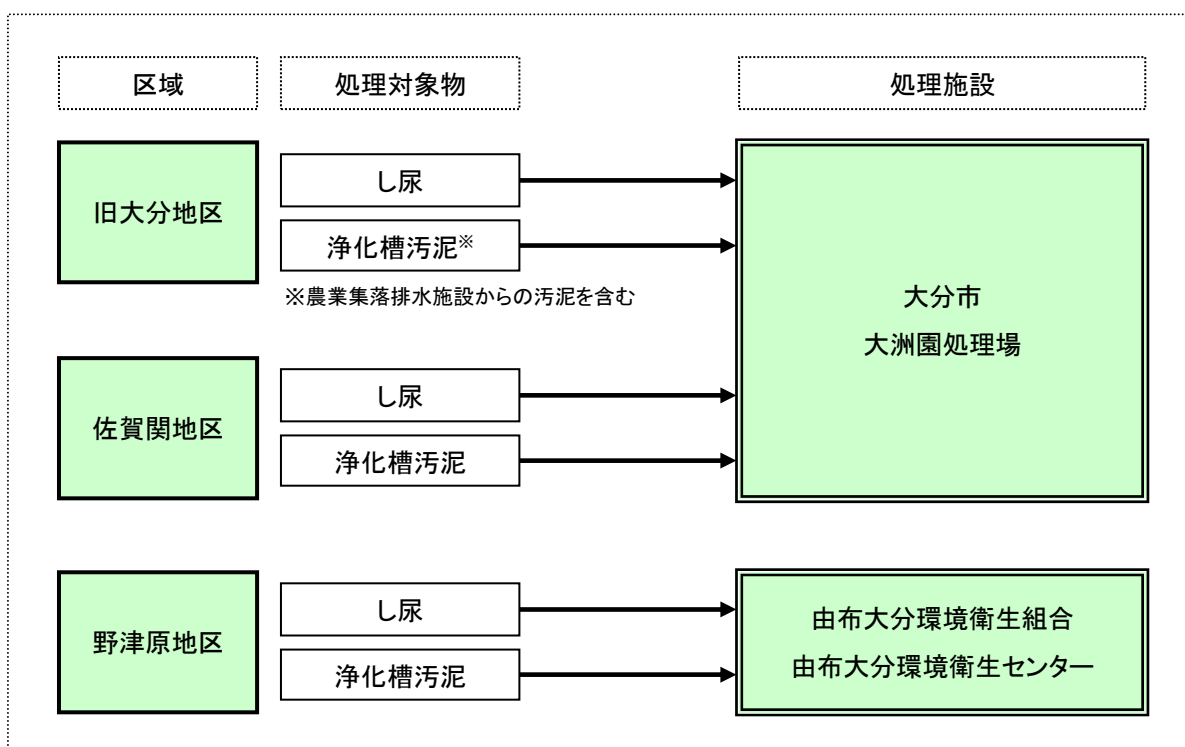 区域
処理対象物
処理施設
旧大分地区
し尿
浄化槽汚泥※
※農業集落排水施設からの汚泥を含む
佐賀関地区
し尿
浄化槽汚泥
大分市
大洲園処理場
野津原地区
し尿
浄化槽汚泥
由布大分環境衛生組合
由布大分環境衛生センター